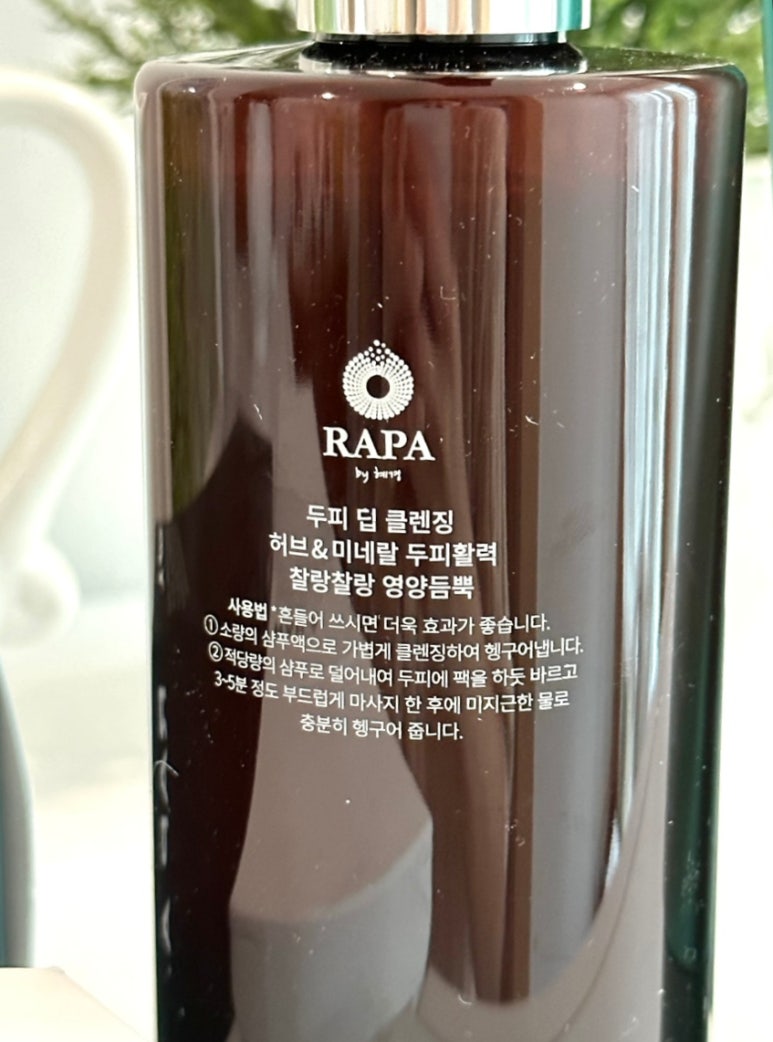 RAPA
by 혜경
두피 딥 클렌징
허브&미네랄 두피활력
찰랑찰랑 영양듬뿍
사용법 * 흔들어 쓰시면 더욱 효과가 좋습니다.
①소량의 샴푸액으로 가볍게 클렌징하여 헹구어냅니다.
②적당량의 샴푸로 덜어내여 두피에 팩을 하듯 바르고
3~5분 정도 부드럽게 마사지 한 후에 미지근한 물로
충분히 헹구어 줍니다.